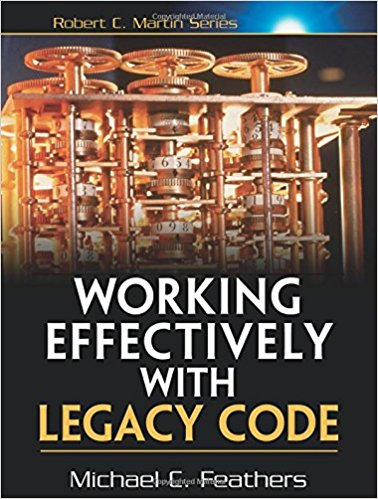 Robert C. Martin Series
WORKING
EFFECTIVELY
WITH
LEGACY CODE
Michael C. Feathers